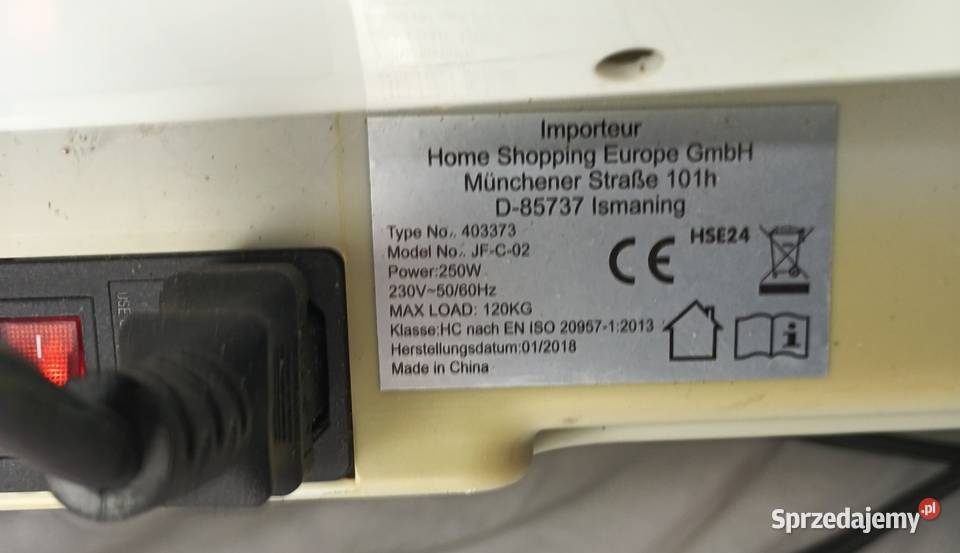 Importeur
Home Shopping Europe GmbH
Münchener Straße 101h
D-85737 Ismaning
Type No.. 403373
Model No.. JF-C-02
Power:250W
230V~50/60Hz
MAX LOAD: 120KG
Klasse:HC nach EN ISO 20957-1:2013
Herstellungsdatum:01/2018
Made in China
CE
HSE24
USE
Sprzedajemy.pl